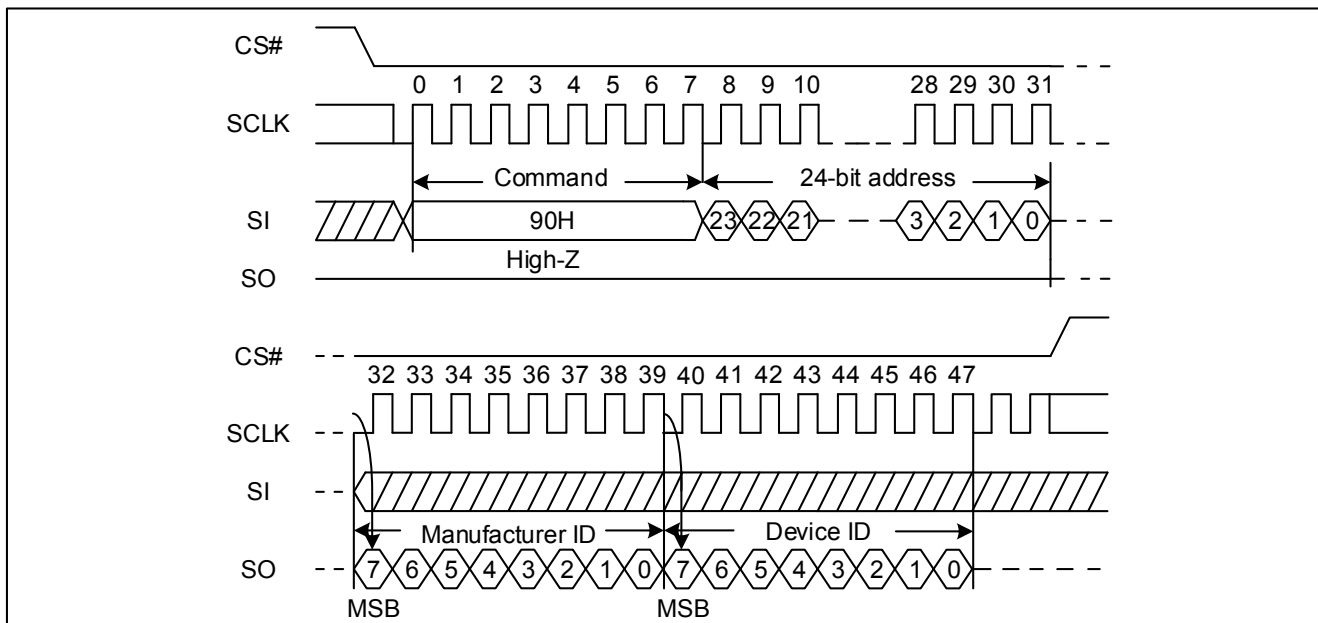 CS#
0 1 2 3 4 5 6 7 8 9 10 28 29 30 31
SCLK
Command 24-bit address
SI 90H 23 22 21 3 2 1 0
High-Z
SO
CS#
32 33 34 35 36 37 38 39 40 41 42 43 44 45 46 47
SCLK
SI
Manufacturer ID Device ID
SO 7 6 5 4 3 2 1 0 7 6 5 4 3 2 1 0
MSB MSB